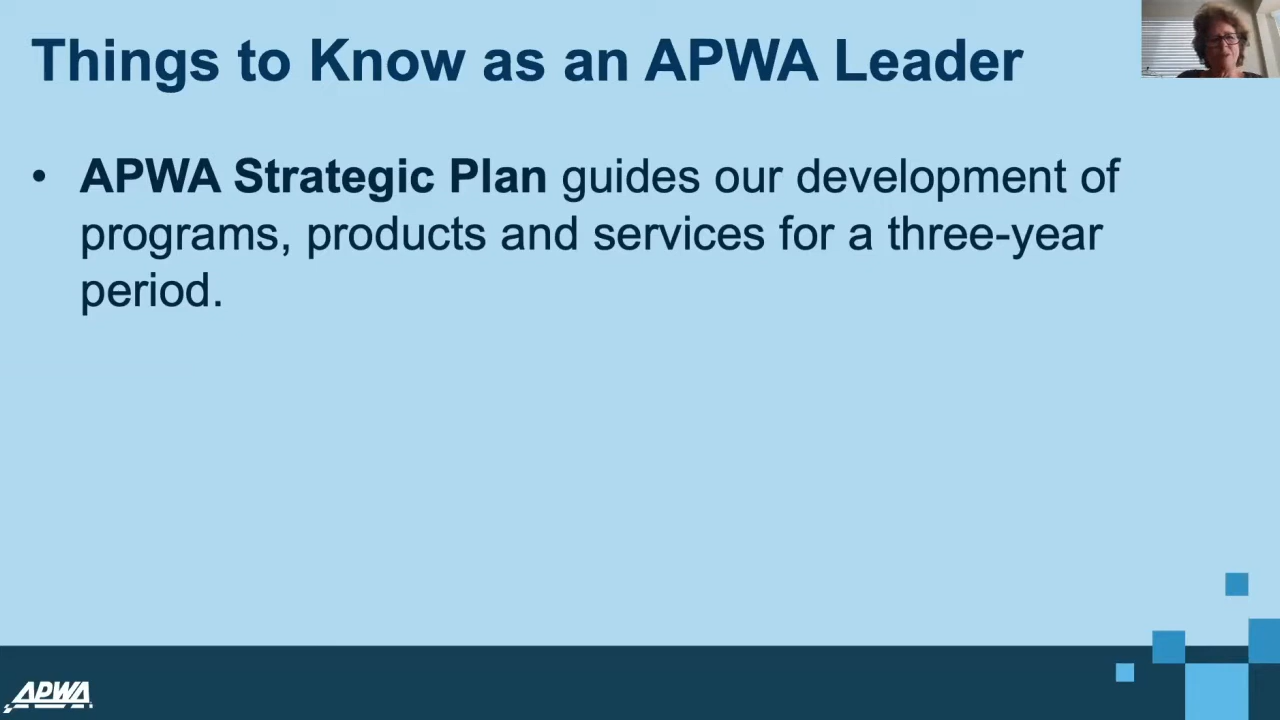 Things to Know as an APWA Leader
• APWA Strategic Plan guides our development of
programs, products and services for a three-year
period.
APWA